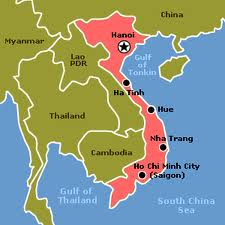 China
Hanoi
Myanmar
Gulf
of
Tonkin
Lao
PDR
Ha Tinh
Hue
Thailand
Nha Trang
Cambodia
Ho Chi Minh City
(Saigon)
Gulf of
Thailand
South China
Sea